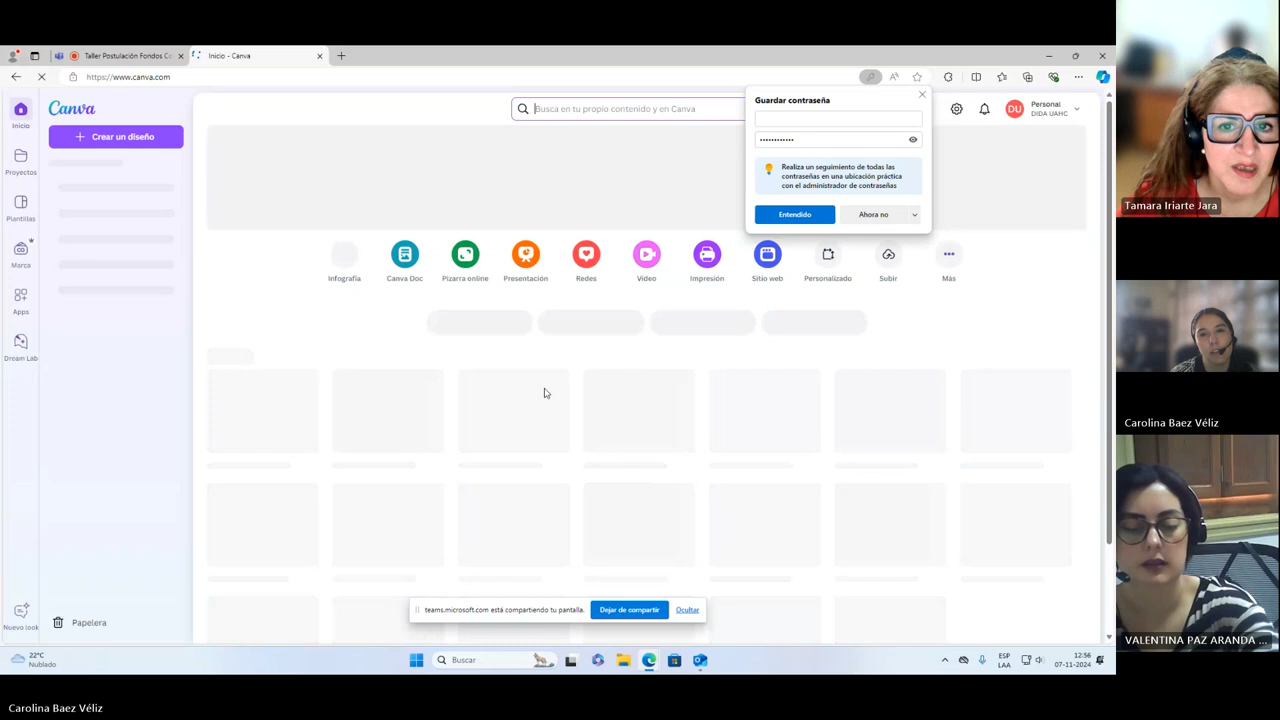 Taller Postulación Fondos Co
Inicio - Canva
https://www.canva.com
Canva
Crear un diseño
Inicio
Proyectos
Plantillas
Marca
Apps
Dream Lab
Nuevo look
Papelera
Busca en tu propio contenido y en Canva
DU
Personal
DIDA UAHC
Guardar contraseña
••••••••••••
Realiza un seguimiento de todas las
contraseñas en una ubicación práctica
con el administrador de contraseñas
Entendido
Ahora no
Infografía
Canva Doc
Pizarra online
Presentación
Redes
Vídeo
Impresión
Sitio web
Personalizado
Subir
Más
teams.microsoft.com está compartiendo tu pantalla.
Dejar de compartir
Ocultar
22°C
Nublado
Buscar
ESP
LAA
12:56
07-11-2024
Tamara Iriarte Jara
Carolina Baez Véliz
VALENTINA PAZ ARANDA ...
Carolina Baez Véliz